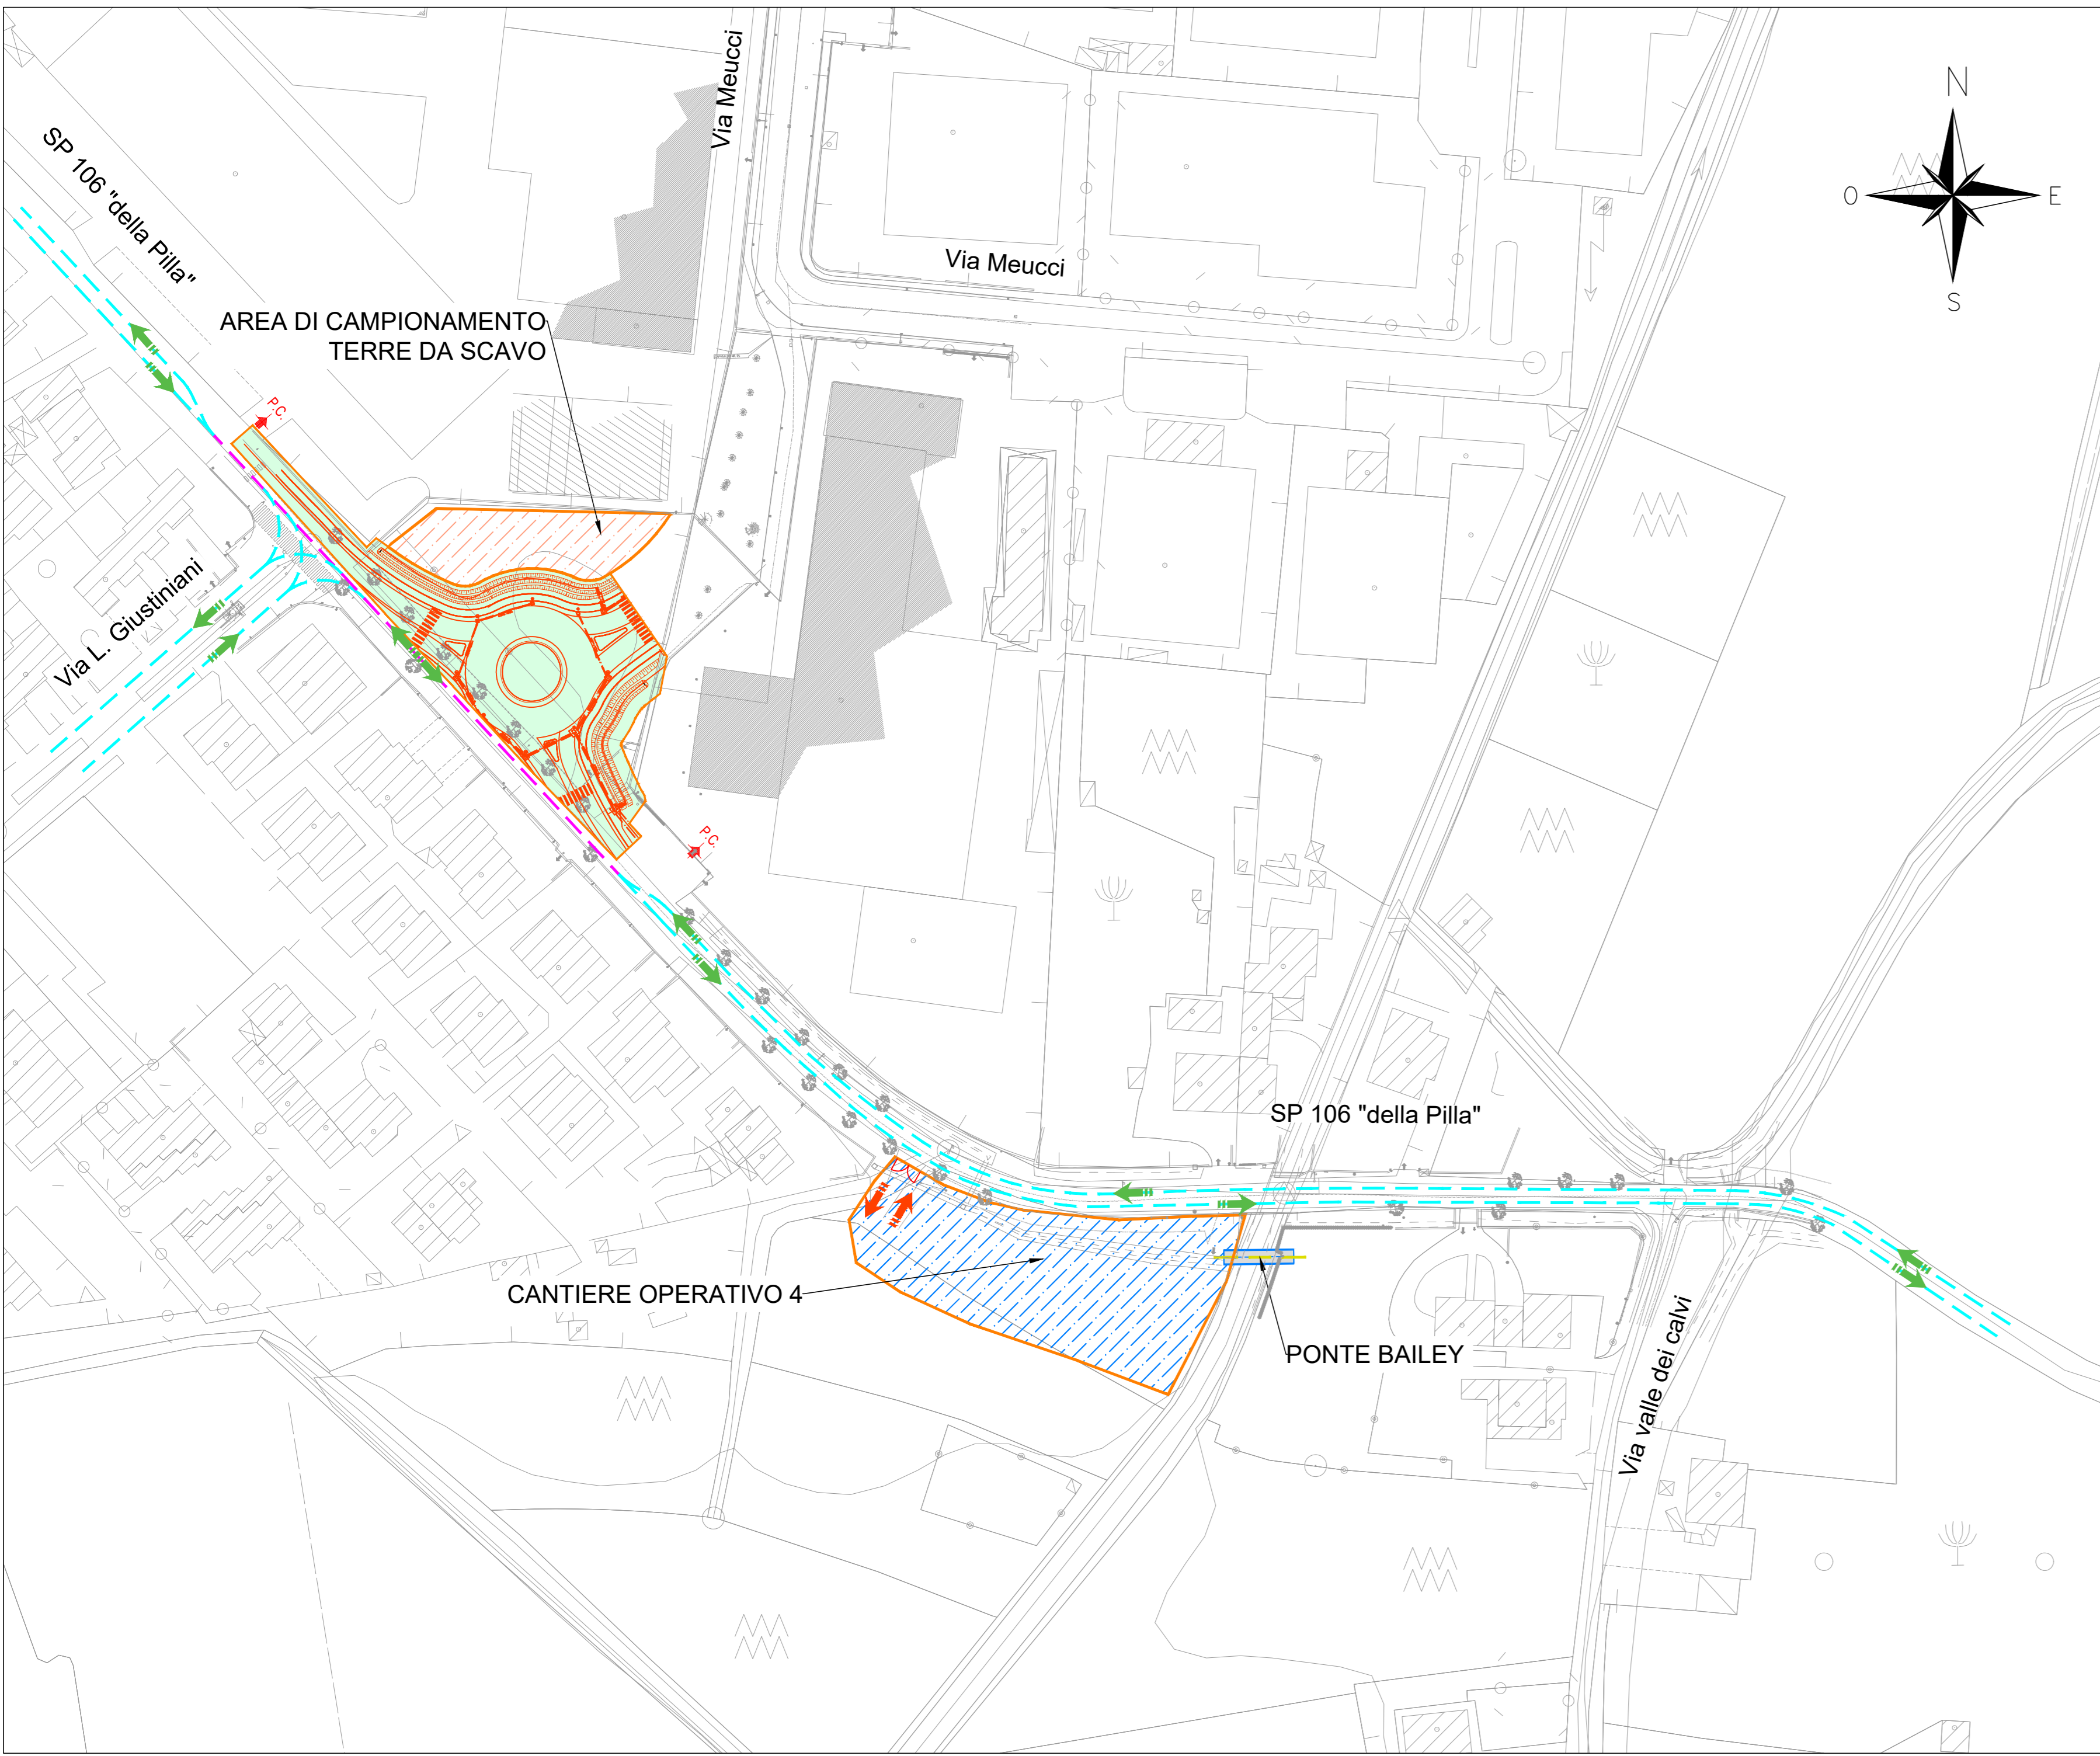 N
O
E
S
Via Meucci
SP 106 "della Pilla"
Via Meucci
AREA DI CAMPIONAMENTO
TERRE DA SCAVO
P.C.
Via L. Giustiniani
P.C.
SP 106 "della Pilla"
CANTIERE OPERATIVO 4
PONTE BAILEY
Via valle dei calvi